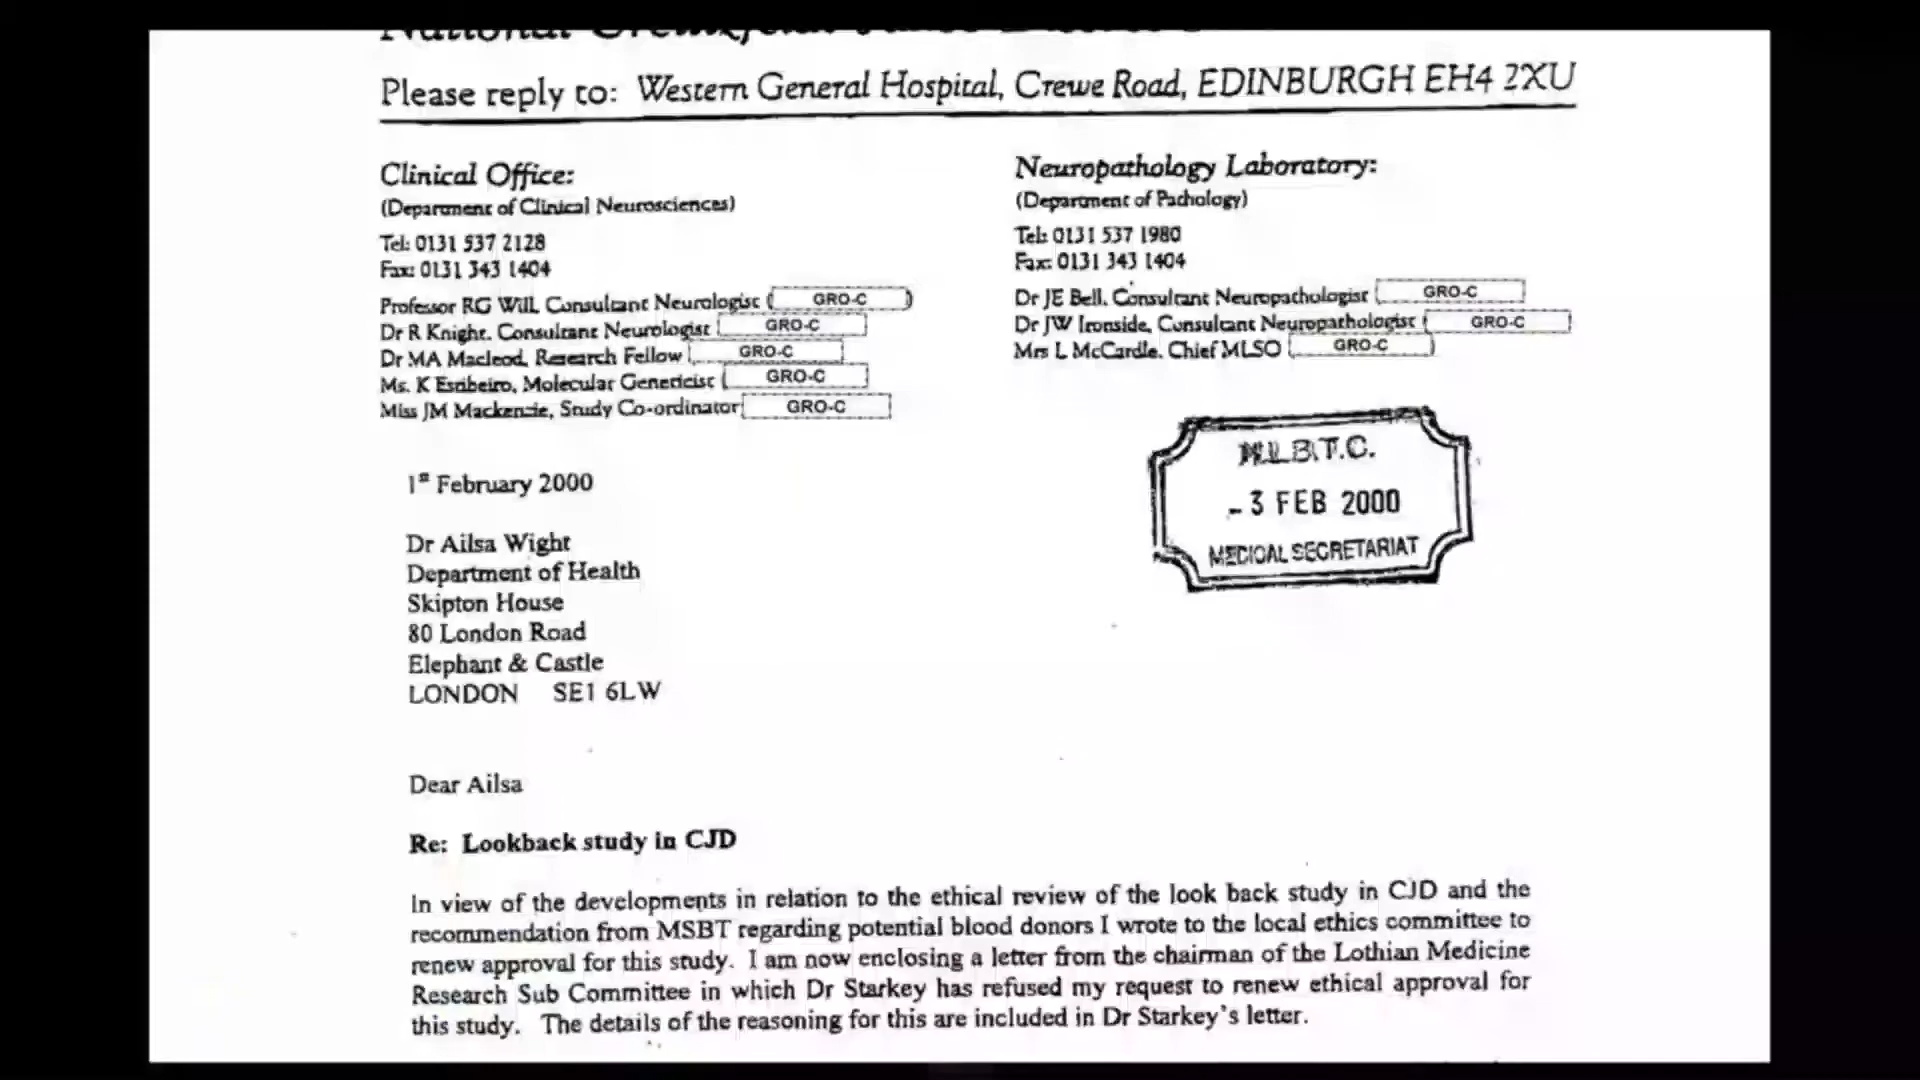 Please reply to: Western General Hospital, Crewe Road, EDINBURGH EH4 2XU
Clinical Office:
(Department of Clinical Neurosciences)
Tel: 0131 537 2128
Fax: 0131 343 1404
Professor RG Will, Consultant Neurologist ( GRO-C )
Dr R Knight, Consultant Neurologist GRO-C
Dr MA Macleod, Research Fellow GRO-C
Ms. K Estibeiro, Molecular Geneticist ( GRO-C
Miss JM Mackenzie, Study Co-ordinator GRO-C
Neuropathology Laboratory:
(Department of Pathology)
Tel: 0131 537 1980
Fax: 0131 343 1404
Dr JE Bell, Consultant Neuropathologist GRO-C
Dr JW Ironside, Consultant Neuropathologist ( GRO-C
Mrs L McCardle, Chief MLSO ( GRO-C )
- 3 FEB 2000
MEDICAL SECRETARIAT
1st February 2000
Dr Ailsa Wight
Department of Health
Skipton House
80 London Road
Elephant & Castle
LONDON SE1 6LW
Dear Ailsa
Re: Lookback study in CJD
In view of the developments in relation to the ethical review of the look back study in CJD and the
recommendation from MSBT regarding potential blood donors I wrote to the local ethics committee to
renew approval for this study. I am now enclosing a letter from the chairman of the Lothian Medicine
Research Sub Committee in which Dr Starkey has refused my request to renew ethical approval for
this study. The details of the reasoning for this are included in Dr Starkey's letter.